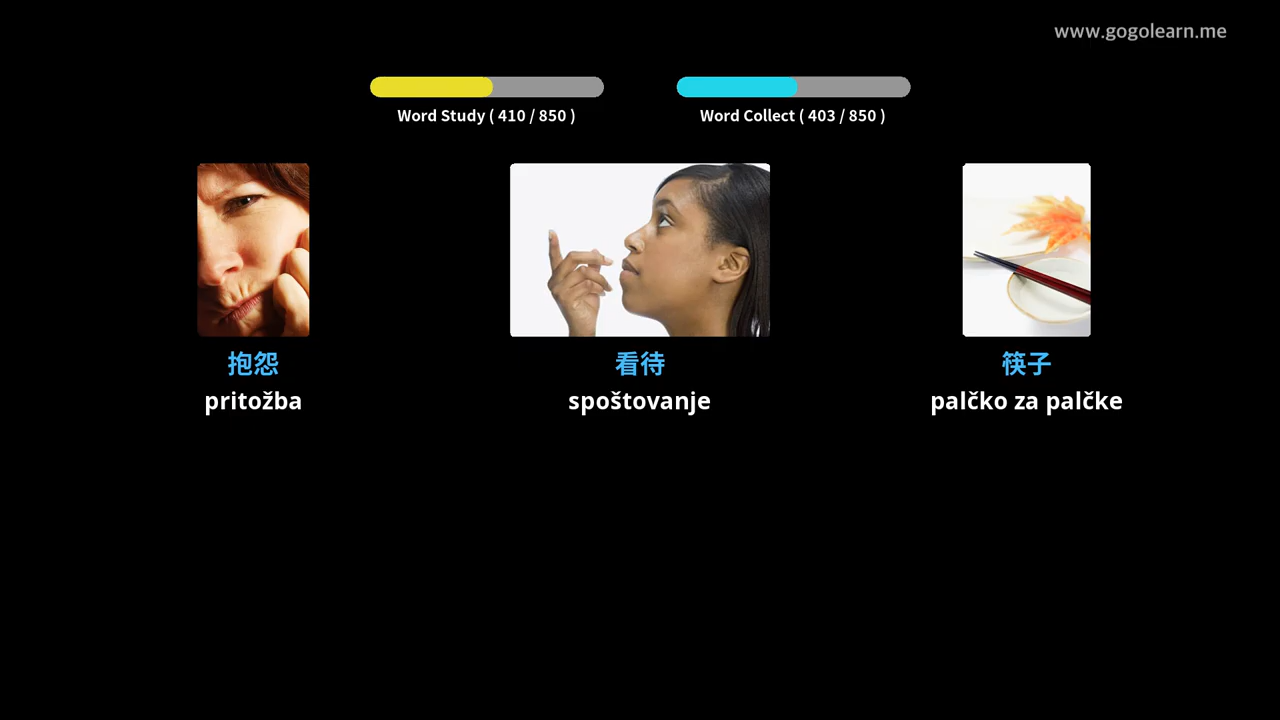 www.gogolearn.me
Word Study ( 410 / 850 )
Word Collect ( 403 / 850 )
抱怨
看待
筷子
pritožba
spoštovanje
palčko za palčke